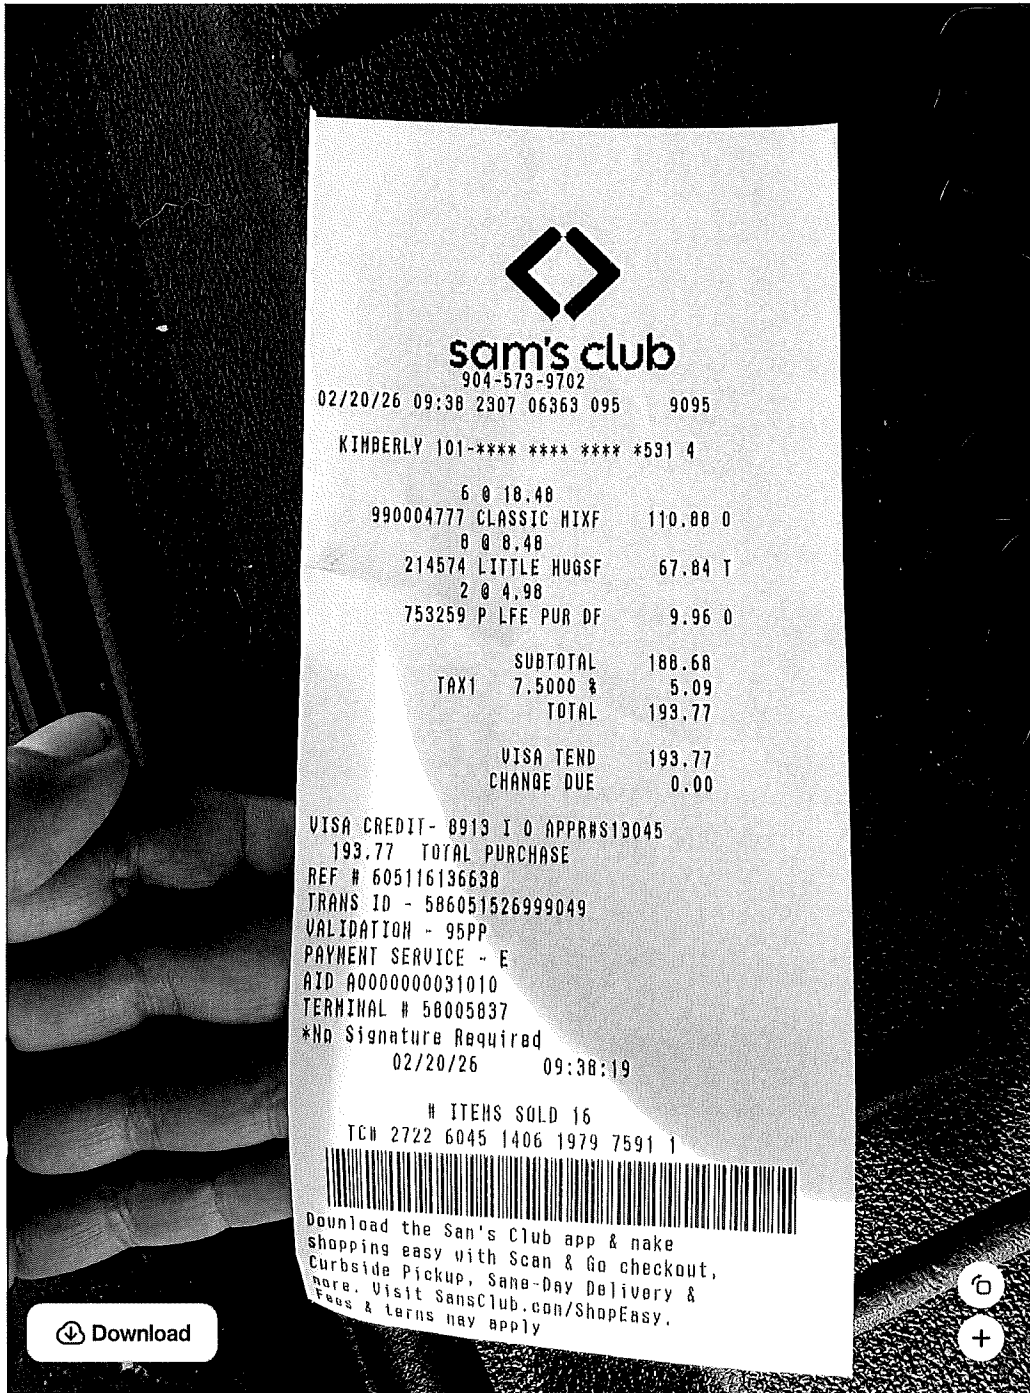 sam's club
904-573-9702
02/20/26 09:38 2307 06363 095 9095
KIMBERLY 101-**** **** **** *531 4
6 @ 18.48
990004777 CLASSIC MIXF 110.88 O
8 @ 8.48
214574 LITTLE HUGSF 67.84 T
2 @ 4.98
753259 P LFE PUR DF 9.96 O
SUBTOTAL 188.68
TAX1 7.5000 % 5.09
TOTAL 193.77
VISA TEND 193.77
CHANGE DUE 0.00
VISA CREDIT- 8913 I 0 APPR#S13045
193.77 TOTAL PURCHASE
REF # 605116136638
TRANS ID - 586051526999049
VALIDATION - 95PP
PAYMENT SERVICE - E
AID A0000000031010
TERMINAL # 58005837
*No Signature Required
02/20/26 09:38:19
# ITEMS SOLD 16
TC# 2722 6045 1406 1979 7591 1
Download the Sam's Club app & make
shopping easy with Scan & Go checkout,
Curbside Pickup, Same-Day Delivery &
more. Visit SamsClub.com/ShopEasy.
Fees & terms may apply
Download